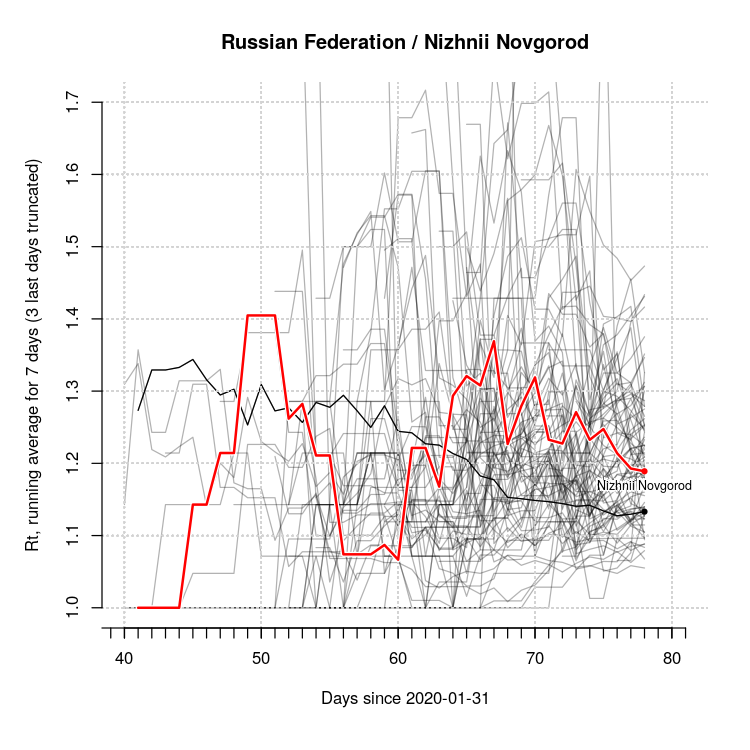 Russian Federation / Nizhnii Novgorod
Rt, running average for 7 days (3 last days truncated)
1.7
1.6
1.5
1.4
1.3
1.2
1.1
1.0
Nizhnii Novgorod
40 50 60 70 80
Days since 2020-01-31